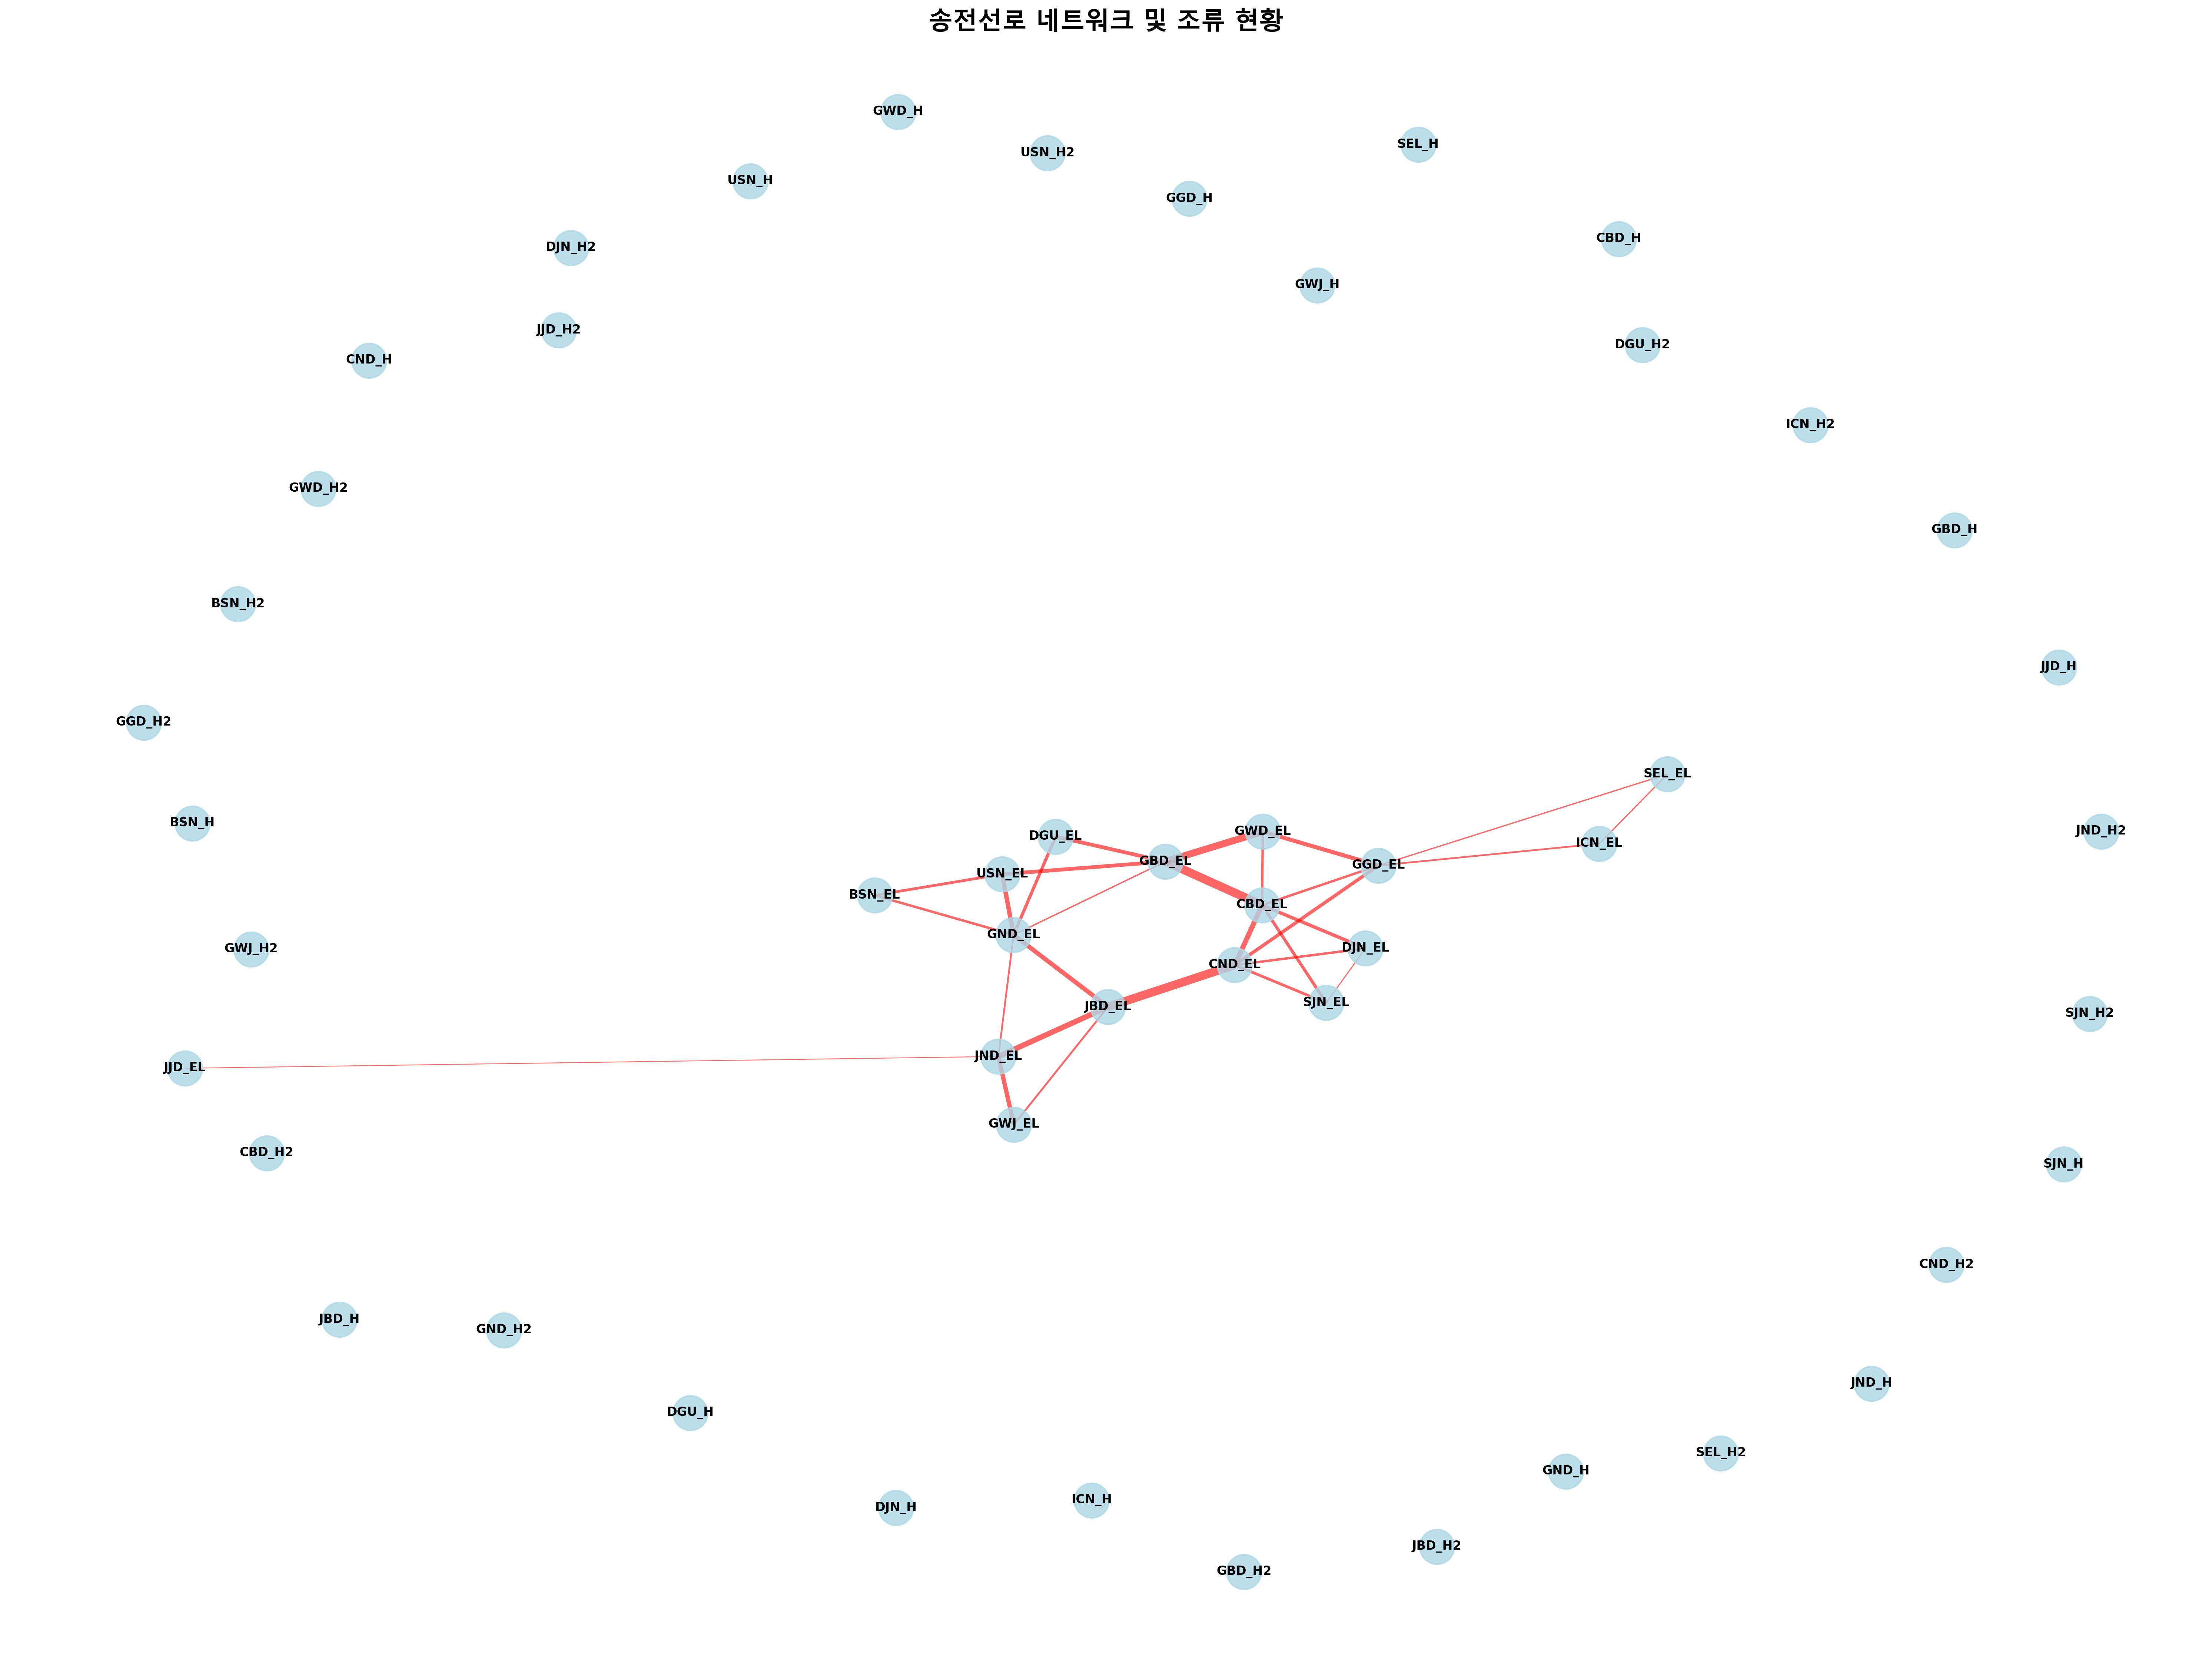 송전선로 네트워크 및 조류 현황
GWD_H
SEL_H
USN_H2
USN_H
GGD_H
CBD_H
DJN_H2
GWJ_H
JJD_H2
DGU_H2
CND_H
ICN_H2
GWD_H2
GBD_H
BSN_H2
JJD_H
GGD_H2
SEL_EL
BSN_H
JND_H2
GWD_EL
DGU_EL
ICN_EL
GBD_EL
GGD_EL
USN_EL
BSN_EL
CBD_EL
GND_EL
DJN_EL
GWJ_H2
CND_EL
SJN_EL
JBD_EL
SJN_H2
JND_EL
JJD_EL
GWJ_EL
CBD_H2
SJN_H
CND_H2
JBD_H
GND_H2
JND_H
DGU_H
SEL_H2
GND_H
ICN_H
DJN_H
JBD_H2
GBD_H2